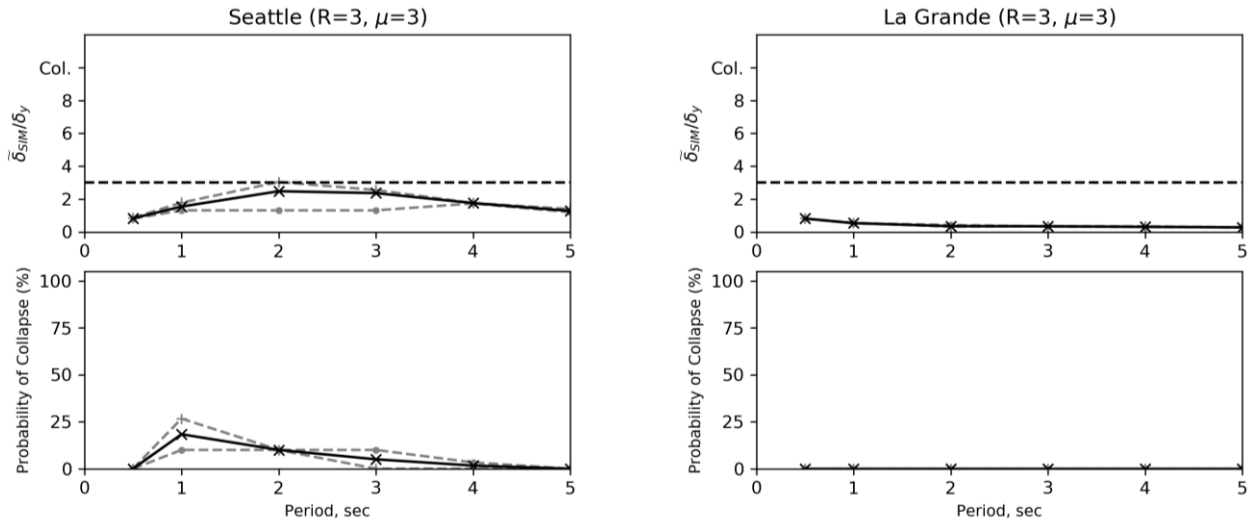 Seattle (R=3, μ=3)
Col.
8
6
4
2
0
δ̃SIM/δy
0 1 2 3 4 5
100
75
50
25
0
Probability of Collapse (%)
0 1 2 3 4 5
Period, sec
La Grande (R=3, μ=3)
Col.
8
6
4
2
0
δ̃SIM/δy
0 1 2 3 4 5
100
75
50
25
0
Probability of Collapse (%)
0 1 2 3 4 5
Period, sec